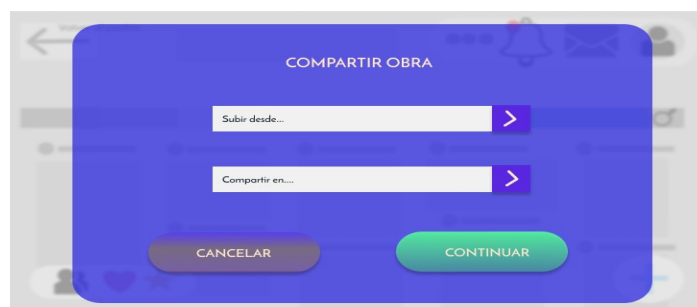 COMPARTIR OBRA
Subir desde...
Compartir en....
CANCELAR
CONTINUAR